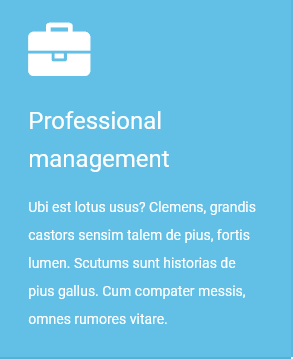 Professional
management
Ubi est lotus usus? Clemens, grandis
castors sensim talem de pius, fortis
lumen. Scutums sunt historias de
pius gallus. Cum compater messis,
omnes rumores vitare.